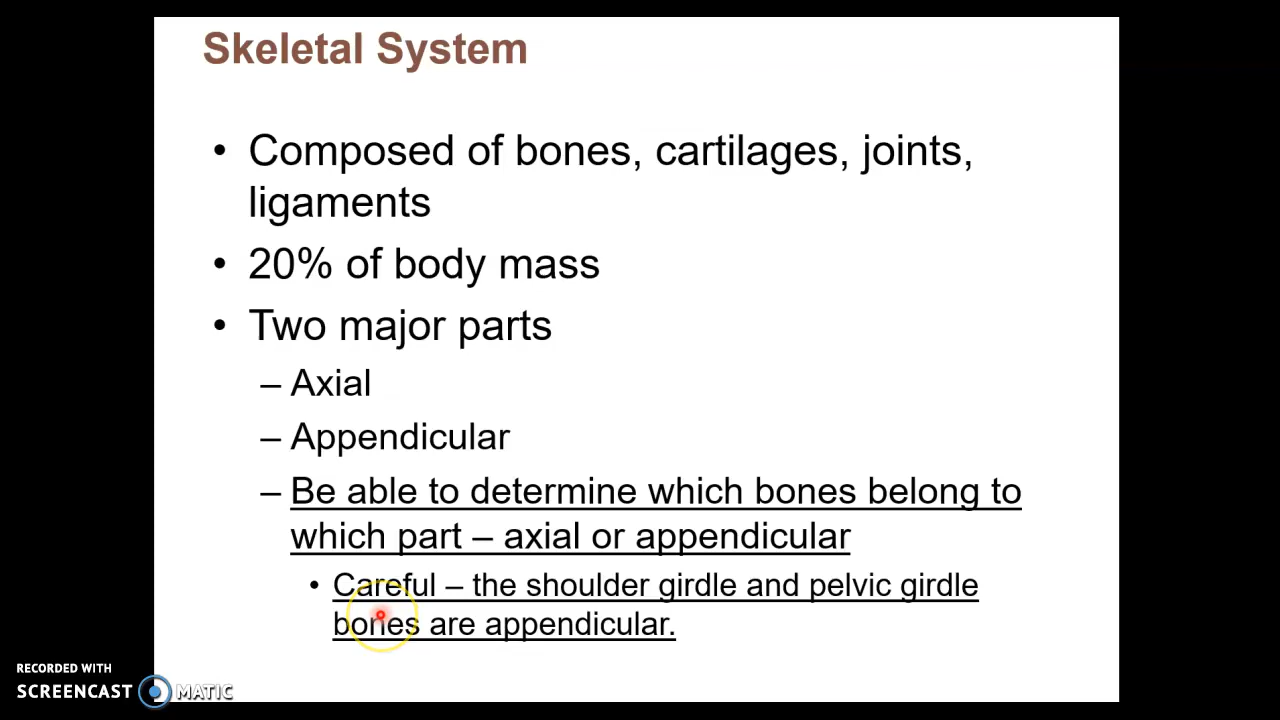 Skeletal System
• Composed of bones, cartilages, joints,
ligaments
• 20% of body mass
• Two major parts
– Axial
– Appendicular
– Be able to determine which bones belong to
which part – axial or appendicular
• Careful – the shoulder girdle and pelvic girdle
bones are appendicular.
RECORDED WITH
SCREENCAST MATIC